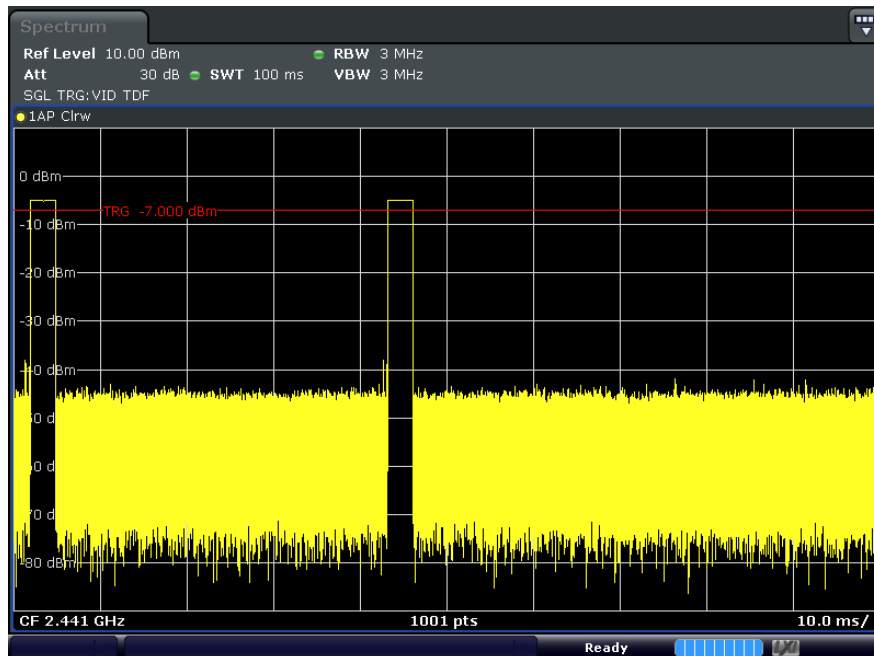 Spectrum
Ref Level 10.00 dBm RBW 3 MHz
Att 30 dB SWT 100 ms VBW 3 MHz
SGL TRG:VID TDF
1AP Clrw
0 dBm
TRG -7.000 dBm
-10 dBm
-20 dBm
-30 dBm
-40 dBm
-80 dBm
CF 2.441 GHz 1001 pts 10.0 ms/
Ready